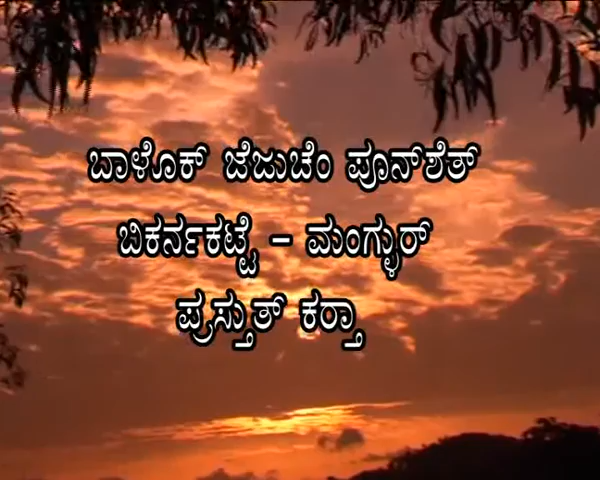 ಬಾಳೊಕ್ ಜೆಜುಚೆಂ ಪೂನ್‌ಶೆತ್
ಬಿಕರ್ನಕಟ್ಟೆ – ಮಂಗ್ಳುರ್
ಪ್ರಸ್ತುತ್ ಕರ‍್ತಾ